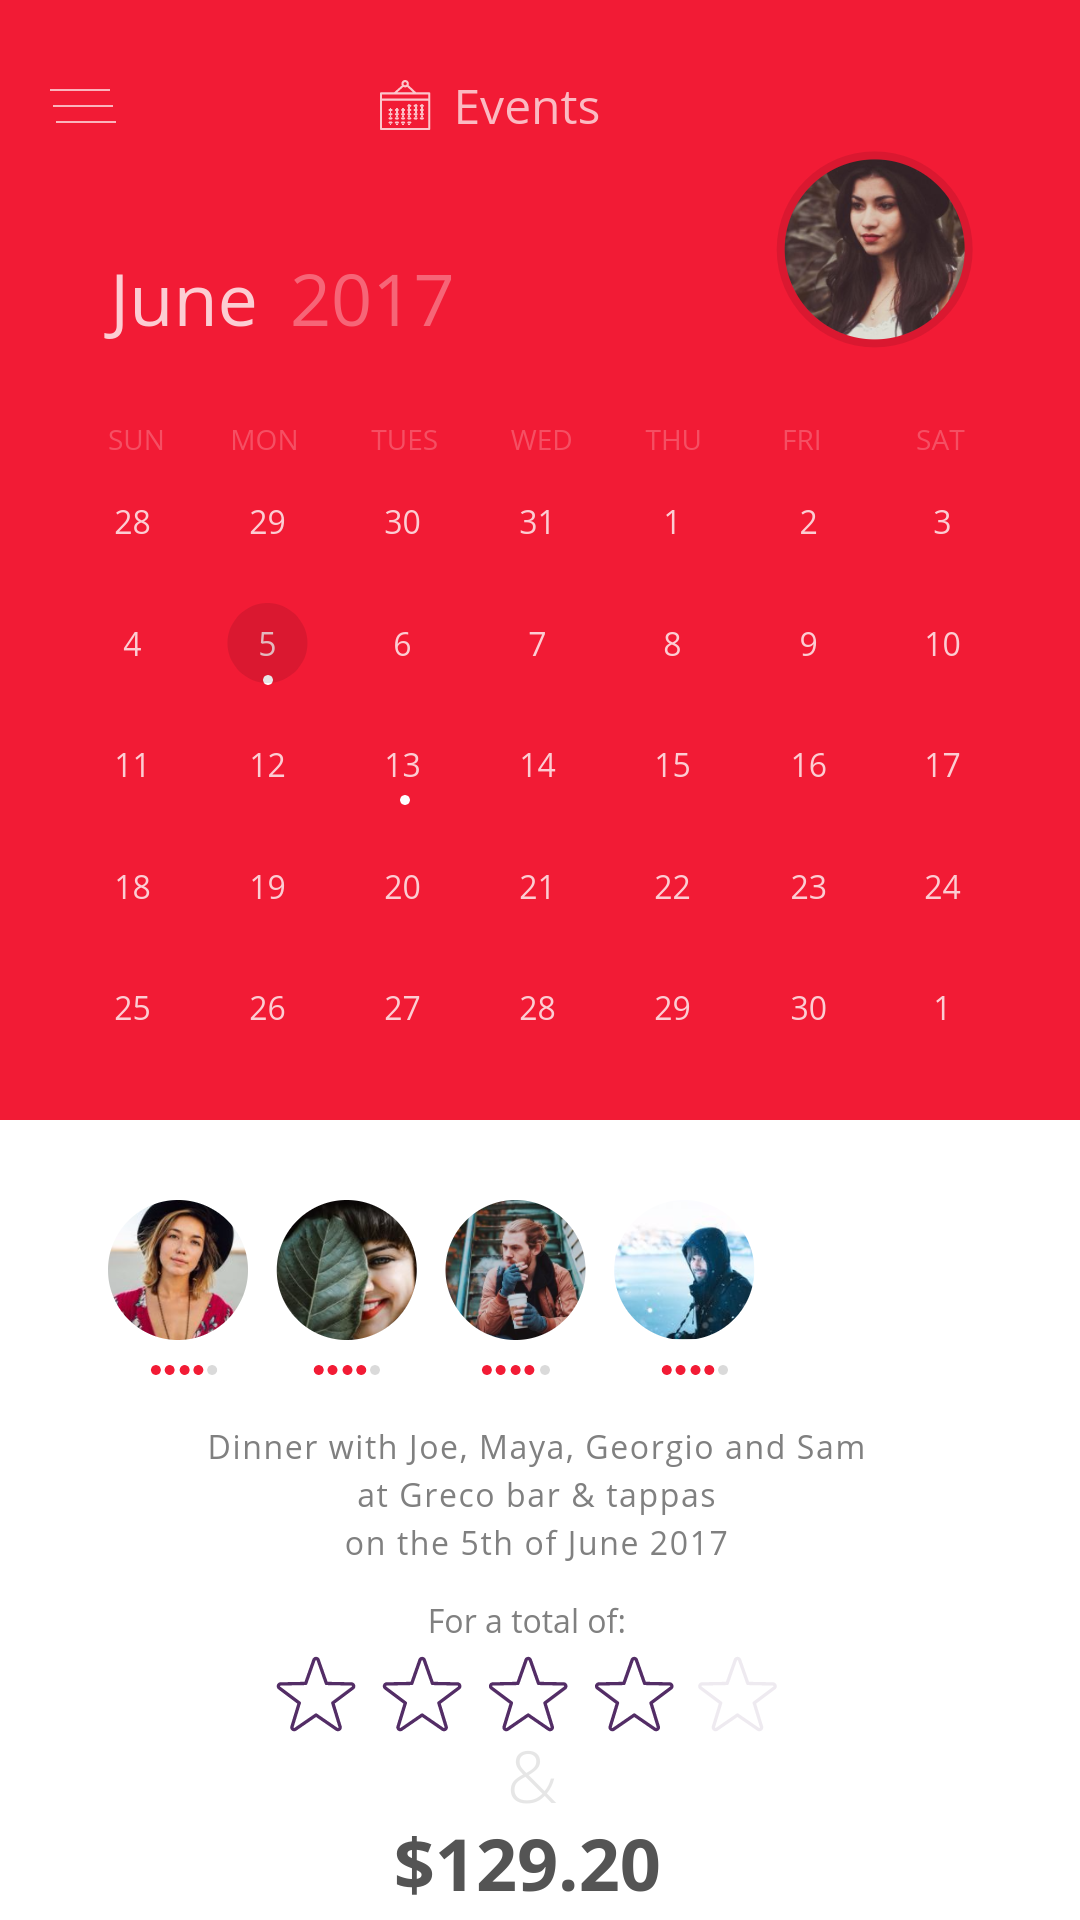 Events
June 2017
SUN MON TUES WED THU FRI SAT
28 29 30 31 1 2 3
4 5 6 7 8 9 10
11 12 13 14 15 16 17
18 19 20 21 22 23 24
25 26 27 28 29 30 1
Dinner with Joe, Maya, Georgio and Sam
at Greco bar & tappas
on the 5th of June 2017
For a total of:
&
$129.20